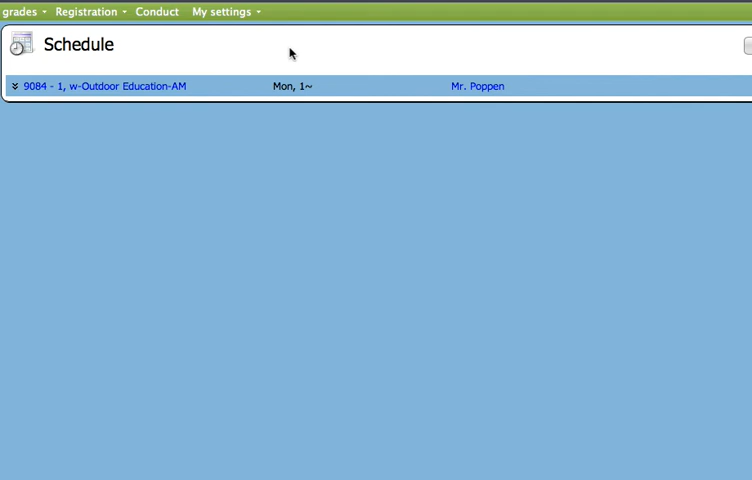 grades Registration Conduct My settings
Schedule
9084 - 1, w-Outdoor Education-AM Mon, 1~ Mr. Poppen